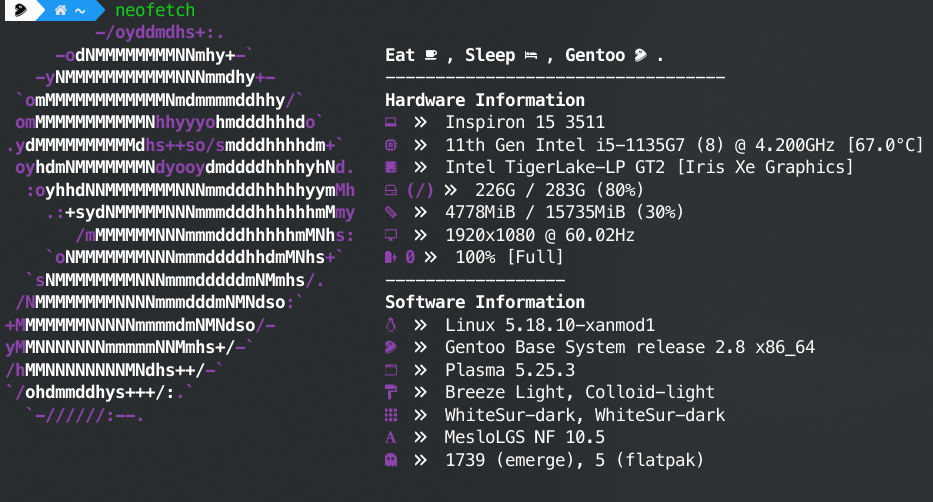 ~ neofetch
-/oyddmdhs+:.
-odNMMMMMMMMNNmhy+-`
-yNMMMMMMMMMMMNNNmmdhy+-
`omMMMMMMMMMMMMNmdmmmmddhhy/`
omMMMMMMMMMMMNhhyyyohmdddhhhdo`
.ydMMMMMMMMMMdhs++so/smdddhhhhdm+`
oyhdmNMMMMMMMNdyooydmddddhhhhyhNd.
:oyhhdNNMMMMMMMNNNmmdddhhhhhyymMh
.:+sydNMMMMMNNNmmmdddhhhhhhmMmy
/mMMMMMMNNNmmmdddhhhhhmMNhs:
`oNMMMMMMMNNNmmmddddhhdmMNhs+`
`sNMMMMMMMMNNNmmmdddddmNMmhs/.
/NMMMMMMMMNNNNmmmdddmNMNdso:`
+MMMMMMMNNNNNmmmmdmNMNdso/-
yMMNNNNNNNmmmmmNNMmhs+/-`
/hMMNNNNNNNNMNdhs++/-`
`/ohdmmddhys+++/:.`
`-//////:--.
Eat , Sleep , Gentoo .
----------------------------------
Hardware Information
» Inspiron 15 3511
» 11th Gen Intel i5-1135G7 (8) @ 4.200GHz [67.0°C]
» Intel TigerLake-LP GT2 [Iris Xe Graphics]
(/) » 226G / 283G (80%)
» 4778MiB / 15735MiB (30%)
» 1920x1080 @ 60.02Hz
0 » 100% [Full]
------------------
Software Information
» Linux 5.18.10-xanmod1
» Gentoo Base System release 2.8 x86_64
» Plasma 5.25.3
» Breeze Light, Colloid-light
» WhiteSur-dark, WhiteSur-dark
A » MesloLGS NF 10.5
» 1739 (emerge), 5 (flatpak)